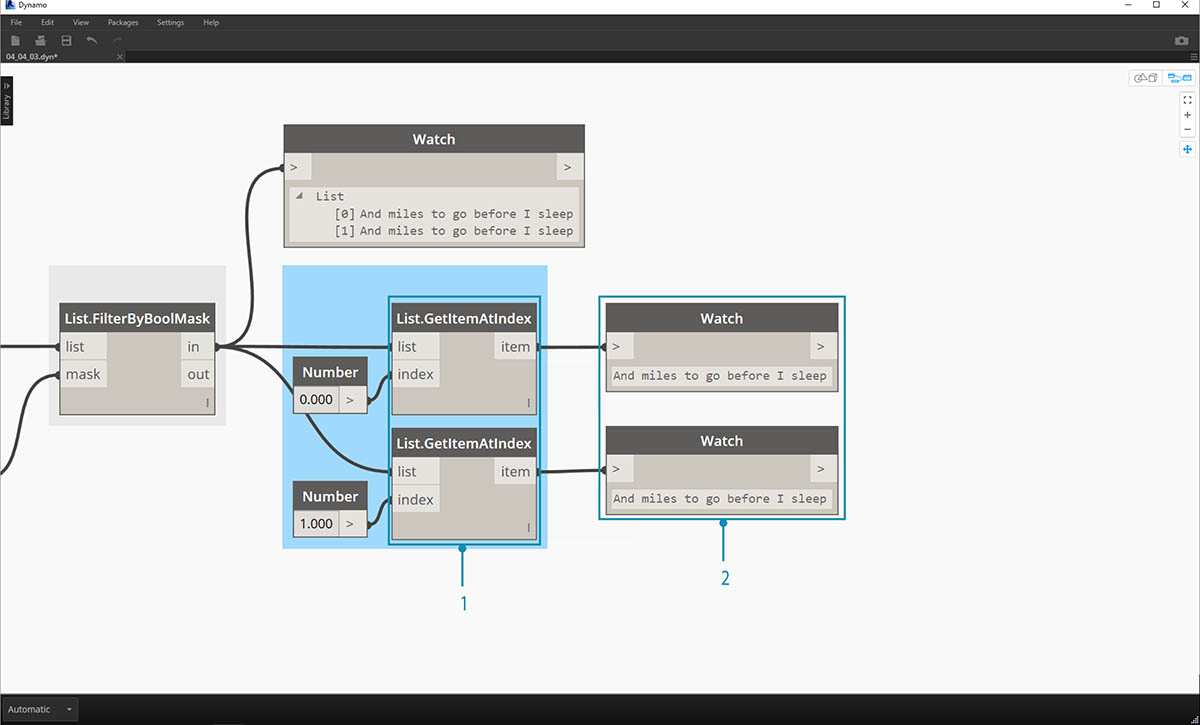 Dynamo
File Edit View Packages Settings Help
04_04_03.dyn*
Library
Watch
> >
List
[0] And miles to go before I sleep
[1] And miles to go before I sleep
List.FilterByBoolMask
list in
mask out
l
Number
0.000 >
List.GetItemAtIndex
list item
index
l
Watch
> >
And miles to go before I sleep
Number
1.000 >
List.GetItemAtIndex
list item
index
l
Watch
> >
And miles to go before I sleep
1
2
Automatic